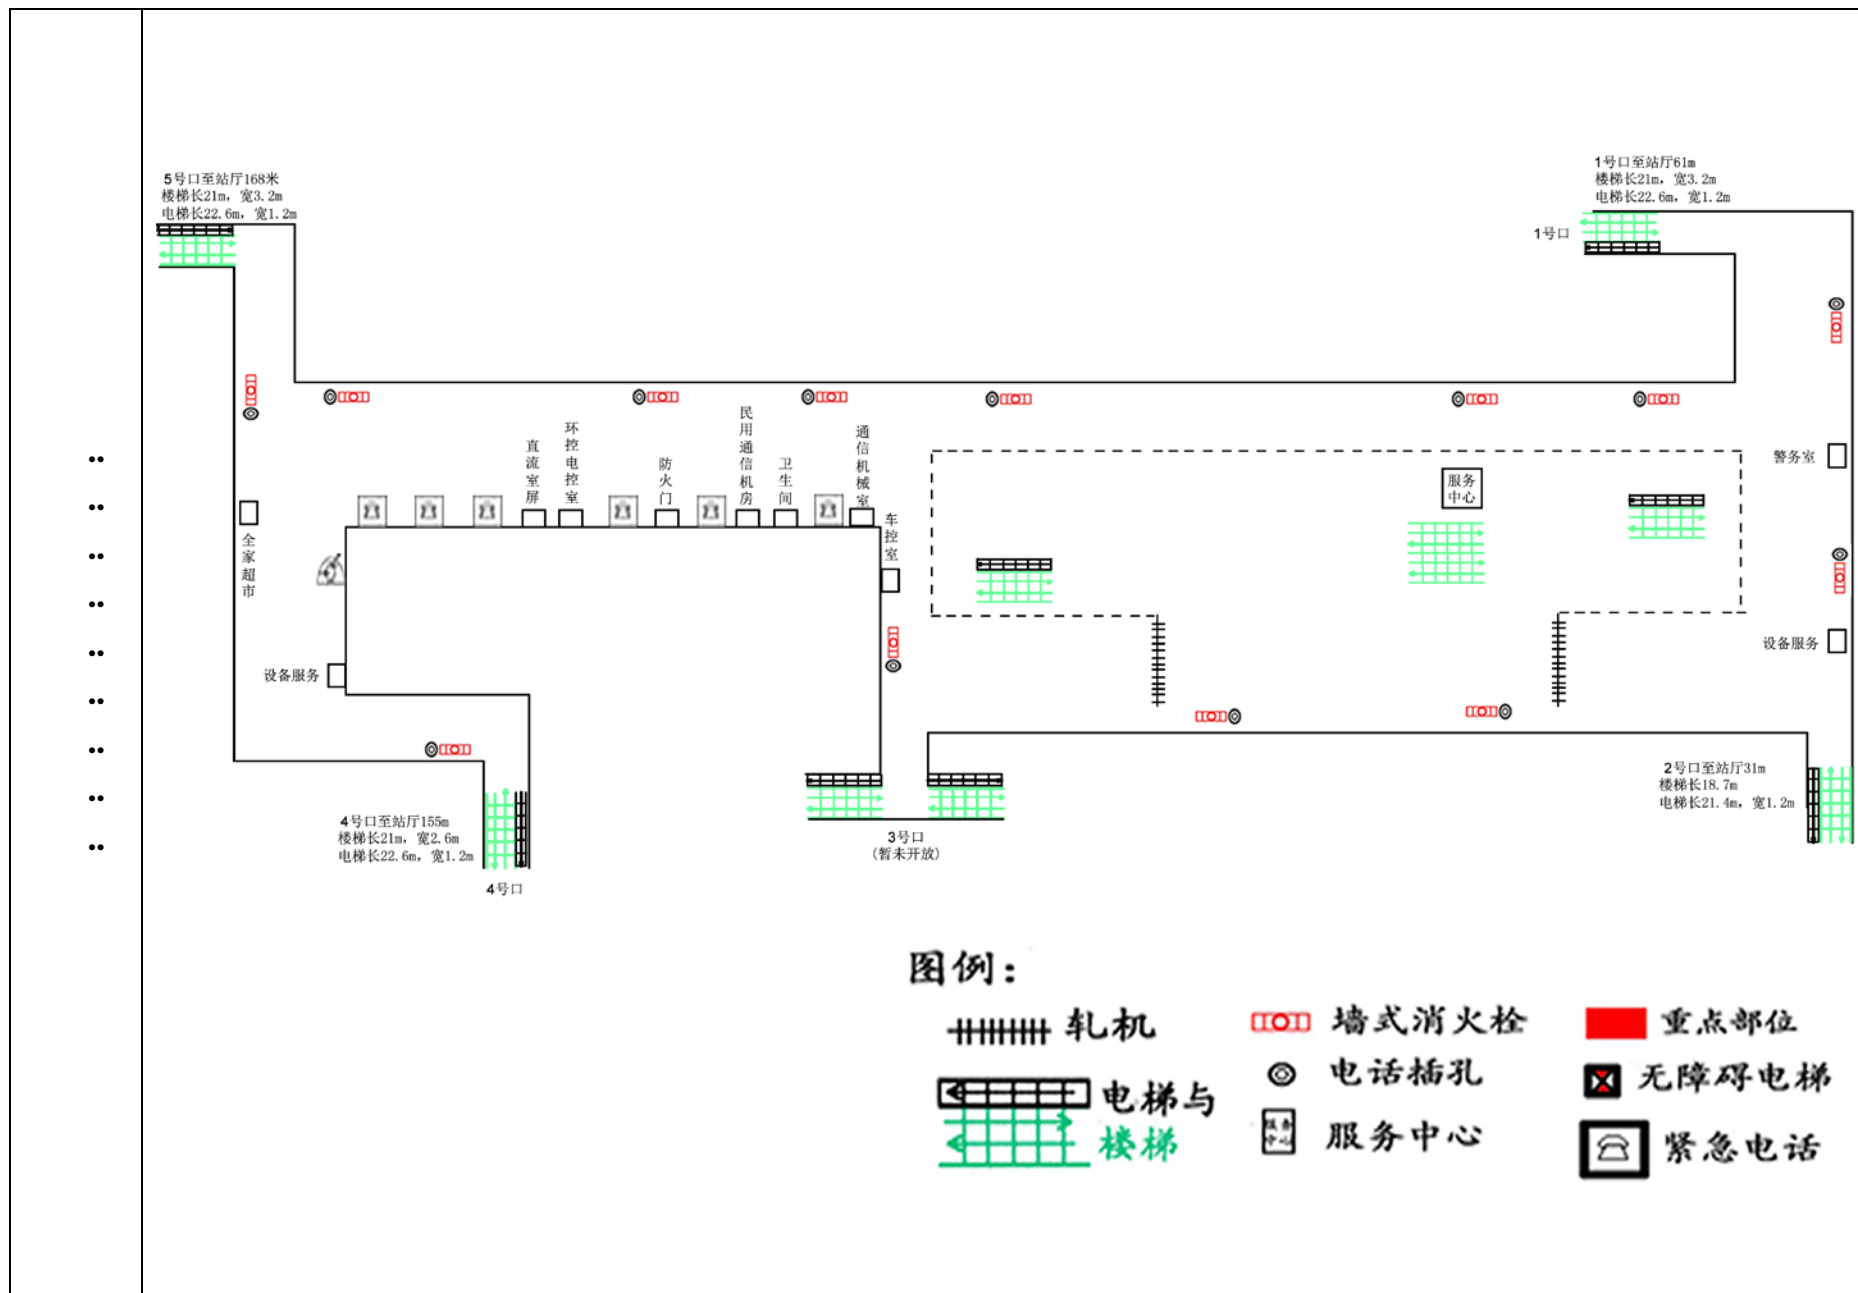 5号口至站厅168米
楼梯长21m，宽3.2m
电梯长22.6m，宽1.2m
1号口至站厅61m
楼梯长21m，宽3.2m
电梯长22.6m，宽1.2m
1号口
直流室屏
环控电控室
防火门
民用通信机房
卫生间
通信机械室
车控室
服务
中心
警务室
全家超市
设备服务
设备服务
2号口至站厅31m
楼梯长18.7m
电梯长21.4m，宽1.2m
4号口至站厅155m
楼梯长21m，宽2.6m
电梯长22.6m，宽1.2m
4号口
3号口
(暂未开放)
图例：
轧机
墙式消火栓
重点部位
电话插孔
无障碍电梯
电梯与
楼梯
服务
中心
服务中心
紧急电话